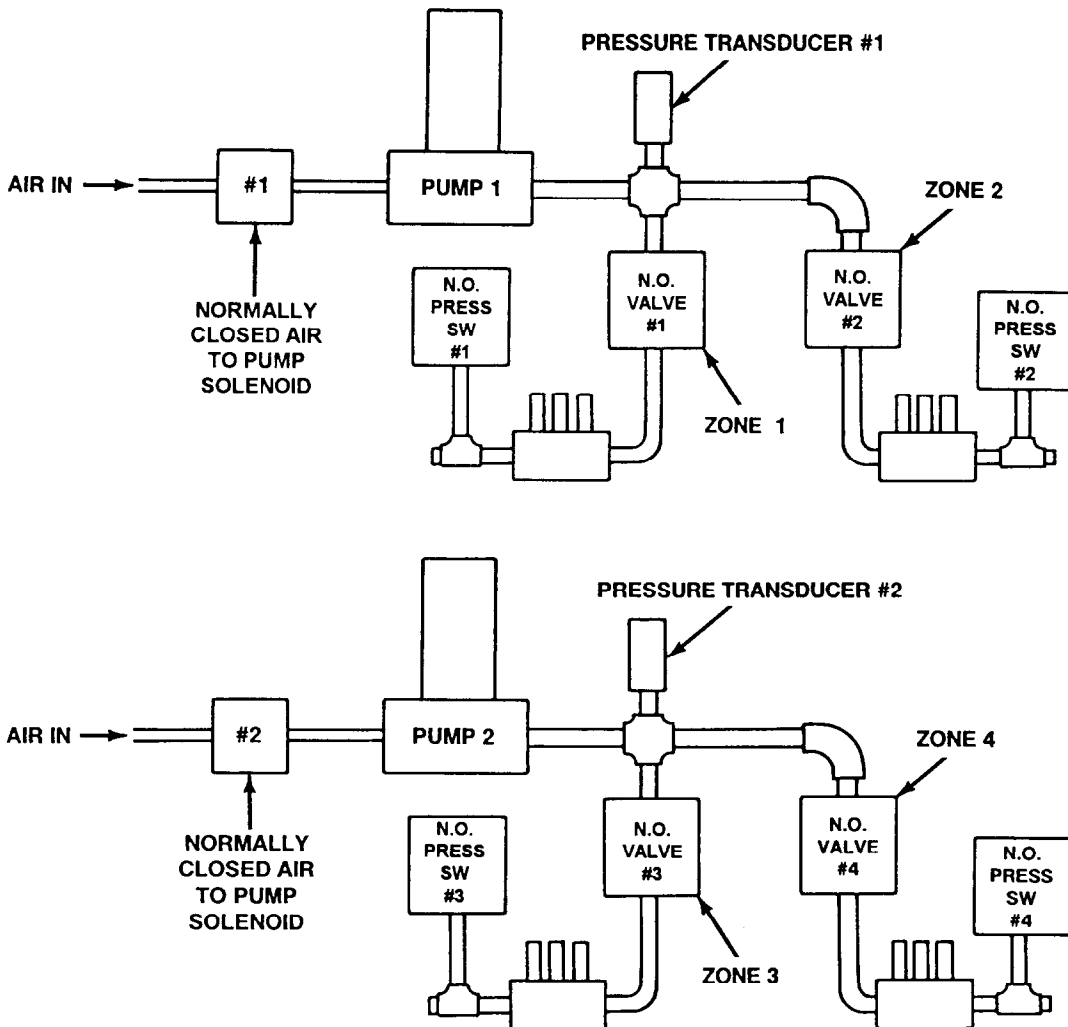 PRESSURE TRANSDUCER #1
AIR IN
#1
PUMP 1
ZONE 2
NORMALLY
CLOSED AIR
TO PUMP
SOLENOID
N.O.
PRESS
SW
#1
N.O.
VALVE
#1
N.O.
VALVE
#2
N.O.
PRESS
SW
#2
ZONE 1
PRESSURE TRANSDUCER #2
AIR IN
#2
PUMP 2
ZONE 4
NORMALLY
CLOSED AIR
TO PUMP
SOLENOID
N.O.
PRESS
SW
#3
N.O.
VALVE
#3
N.O.
VALVE
#4
N.O.
PRESS
SW
#4
ZONE 3